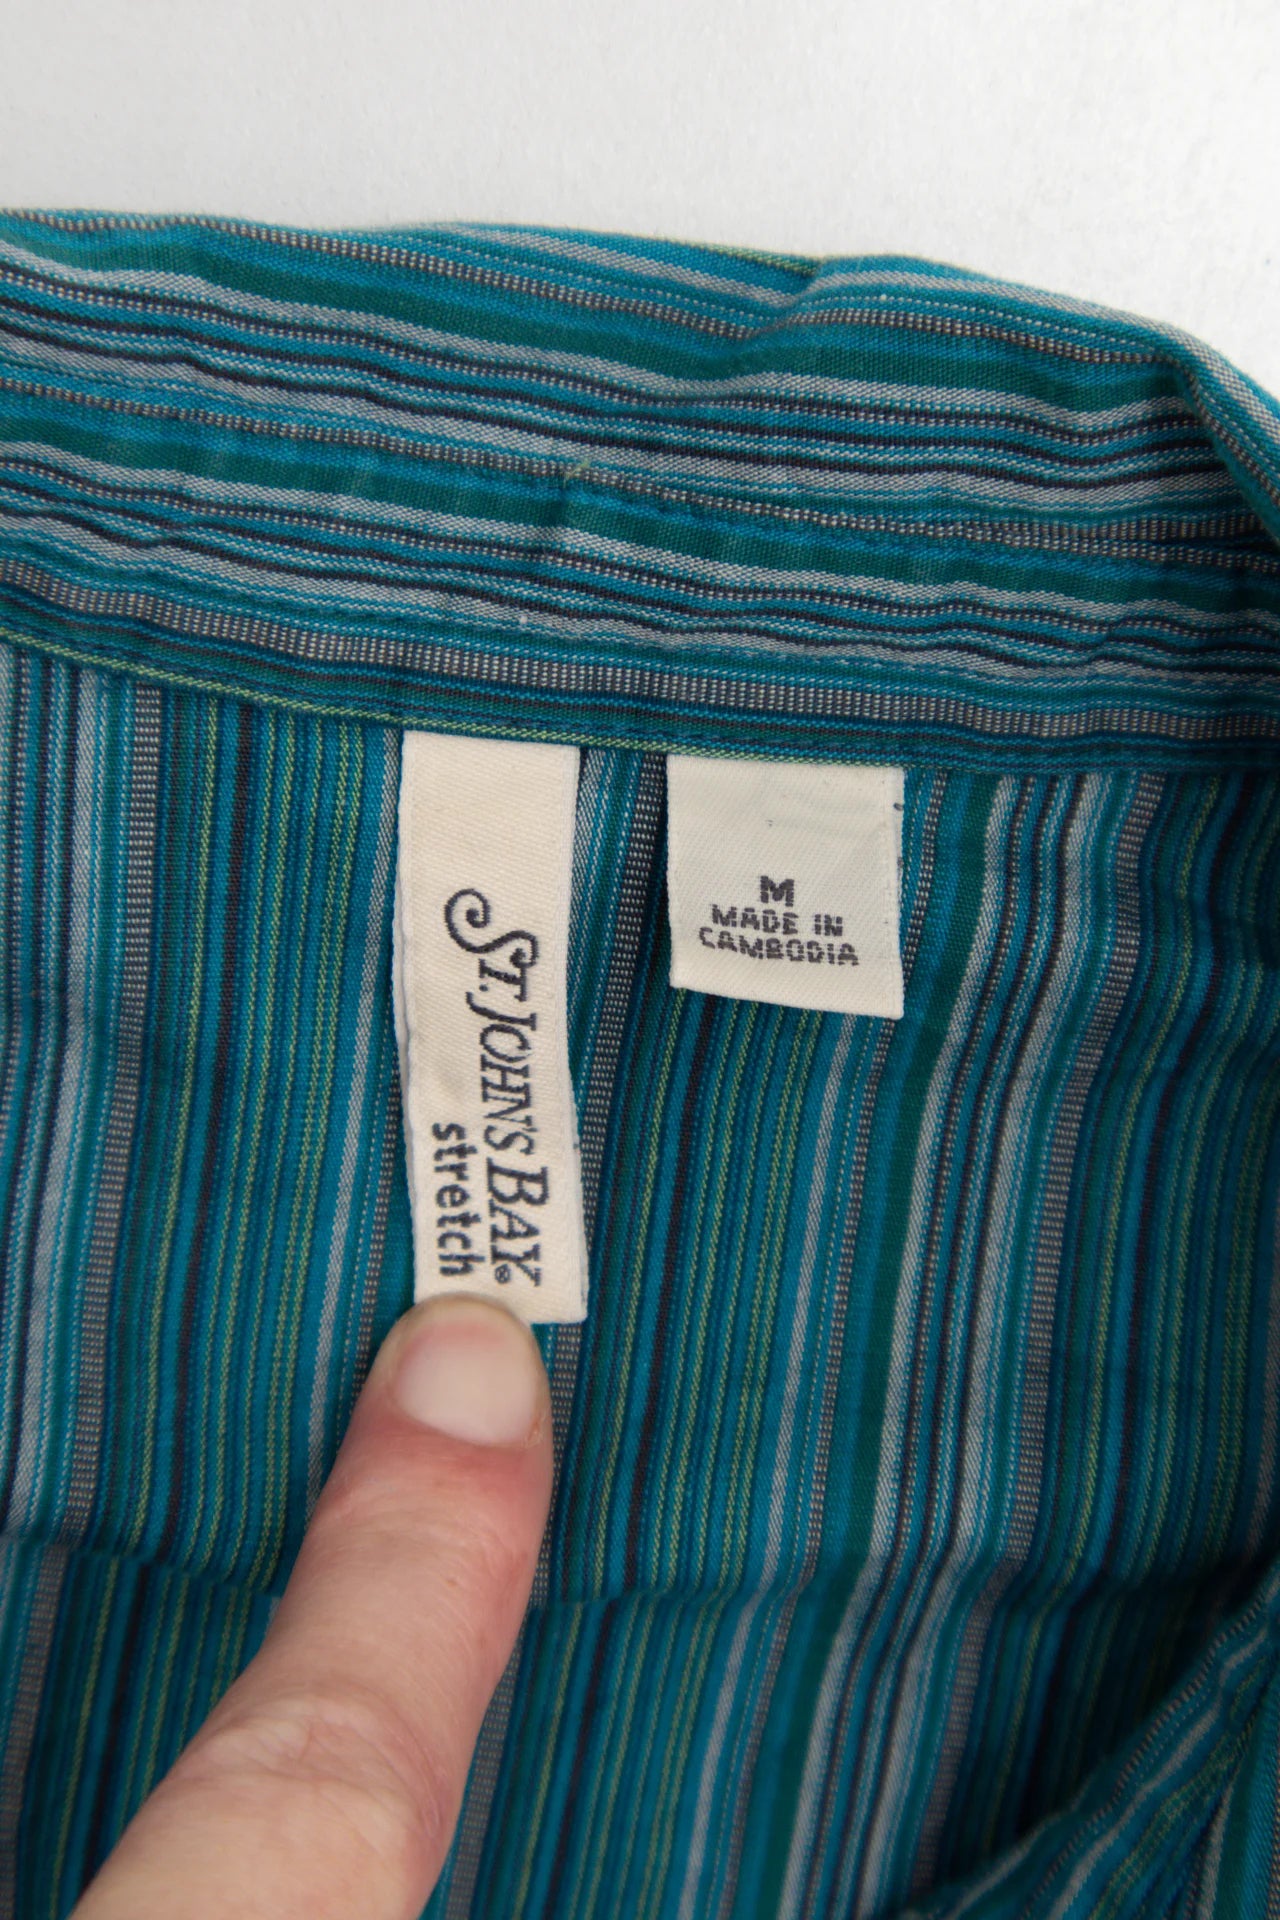 ST. JOHN'S BAY®
stretch
M
MADE IN
CAMBODIA